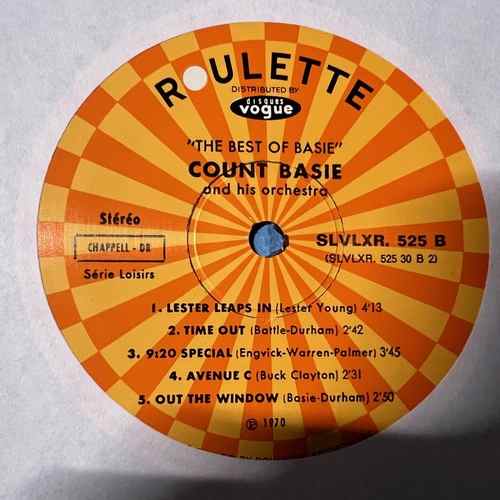 ROULETTE
DISTRIBUTED BY
DISQUES
vogue
"THE BEST OF BASIE"
COUNT BASIE
and his orchestra
Stéréo
CHAPPELL - DR
Série Loisirs
SLVLXR. 525 B
(SLVLXR. 525 30 B 2)
1. LESTER LEAPS IN (Lester Young) 4'13
2. TIME OUT (Battle-Durham) 2'42
3. 9:20 SPECIAL (Engvick-Warren-Palmer) 3'45
4. AVENUE C (Buck Clayton) 2'31
5. OUT THE WINDOW (Basie-Durham) 2'50
Ⓟ 1970